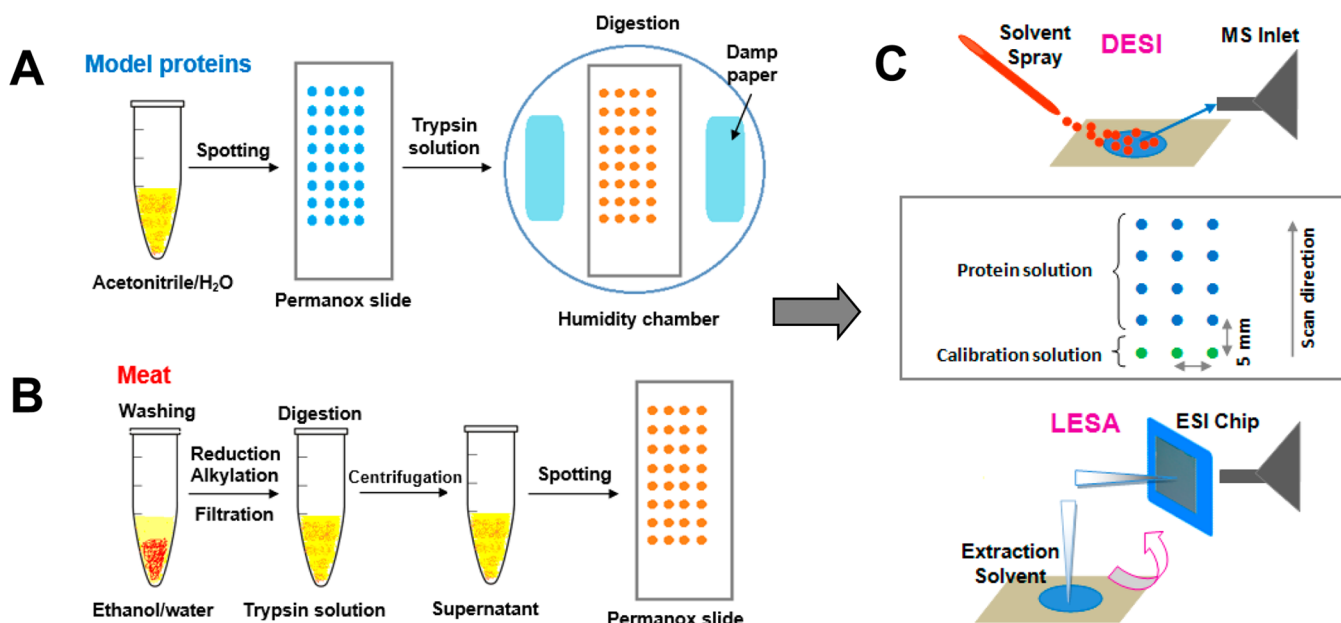 A
Model proteins
Spotting
Acetonitrile/H₂O
Permanox slide
Trypsin
solution
Digestion
Damp
paper
Humidity chamber
B
Meat
Washing
Ethanol/water
Reduction
Alkylation
Filtration
Digestion
Trypsin solution
Centrifugation
Supernatant
Spotting
Permanox slide
C
Solvent
Spray
DESI
MS Inlet
Protein solution
Calibration solution
5 mm
Scan direction
LESA
ESI Chip
Extraction
Solvent